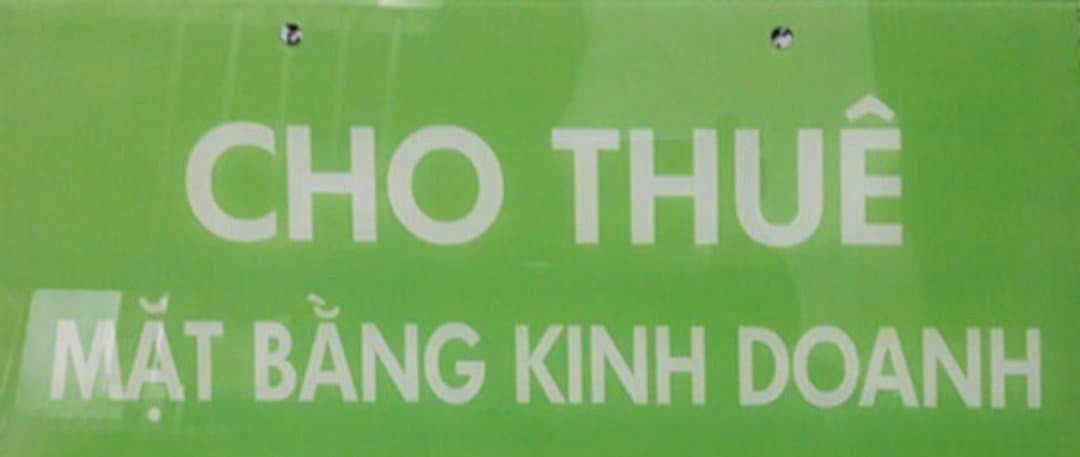 CHO THUÊ
MẶT BẰNG KINH DOANH